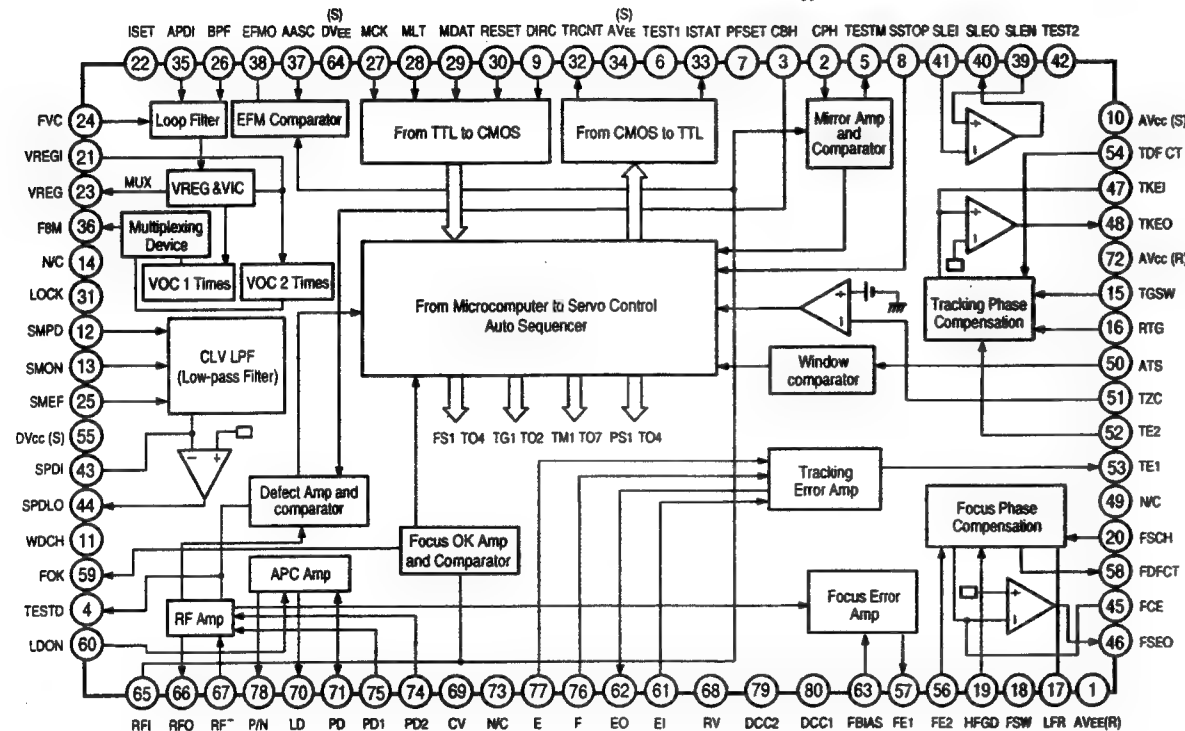 (S) (S)
ISET APDI BPF EFMO AASC DVEE MCK MLT MDAT RESET DIRC TRCNT AVEE TEST1 ISTAT PFSET CBH CPH TESTM SSTOP SLEI SLEO SLEN TEST2
22 35 26 38 37 64 27 28 29 30 9 32 34 6 33 7 3 2 5 8 41 40 39 42
FVC 24
VREGI 21
VREG 23
F8M 36
N/C 14
LOCK 31
SMPD 12
SMON 13
SMEF 25
DVcc (S) 55
SPDI 43
SPDLO 44
WDCH 11
FOK 59
TESTD 4
LDON 60
Loop Filter
EFM Comparator
From TTL to CMOS
From CMOS to TTL
Mirror Amp
and
Comparator
+
−
MUX
VREG &VIC
Multiplexing
Device
VOC 1 Times
VOC 2 Times
CLV LPF
(Low-pass Filter)
− +
From Microcomputer to Servo Control
Auto Sequencer
FS1 TO4 TG1 TO2 TM1 TO7 PS1 TO4
+
Window
comparator
+
Tracking Phase
Compensation
Tracking
Error Amp
Defect Amp and
comparator
Focus OK Amp
and Comparator
APC Amp
RF Amp
Focus Error
Amp
Focus Phase
Compensation
+
10 AVcc (S)
54 TDFCT
47 TKEI
48 TKEO
72 AVcc (R)
15 TGSW
16 RTG
50 ATS
51 TZC
52 TE2
53 TE1
49 N/C
20 FSCH
58 FDFCT
45 FCE
46 FSEO
65 66 67 78 70 71 75 74 69 73 77 76 62 61 68 79 80 63 57 56 19 18 17 1
RFI RFO RF− P/N LD PD PD1 PD2 CV N/C E F EO EI RV DCC2 DCC1 FBIAS FE1 FE2 HFGD FSW LFR AVEE(R)